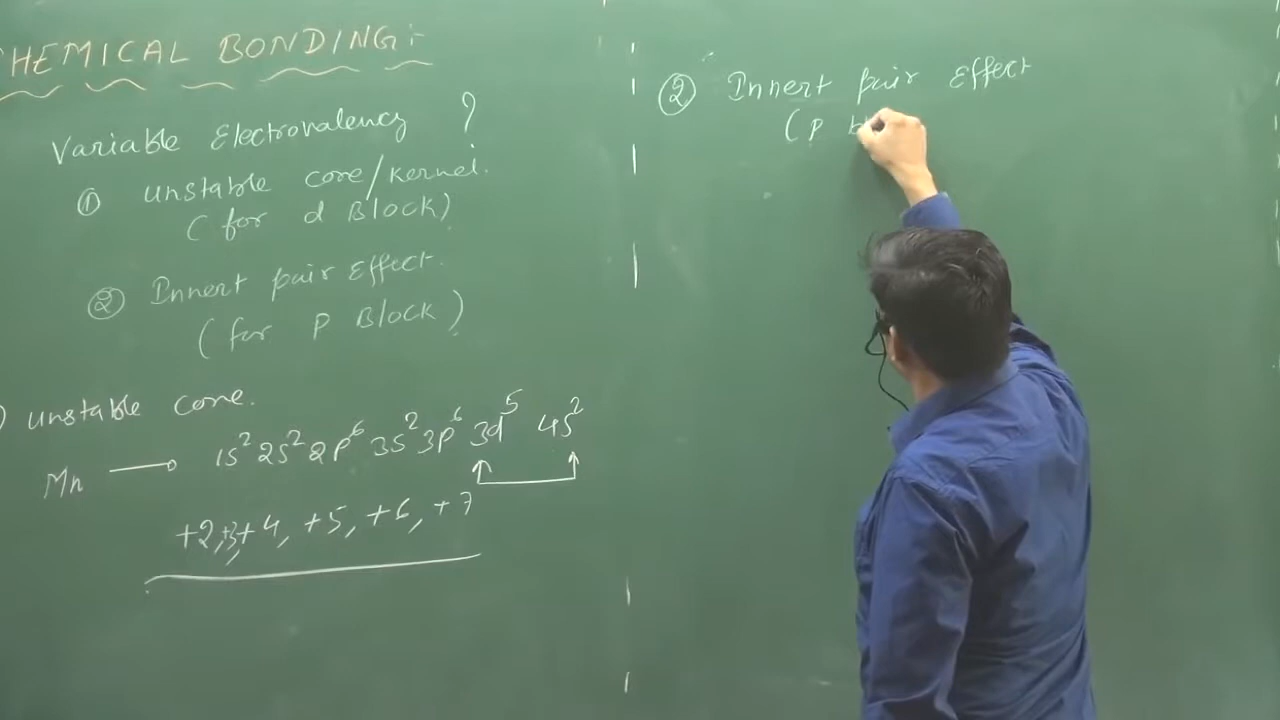 CHEMICAL BONDING :-
Variable Electrovalency ?
① unstable core/kernel.
(for d Block)
② Innert pair Effect.
(for P Block)
) unstable core.
Mn → 1s² 2s² 2p⁶ 3s² 3p⁶ 3d⁵ 4s²
+2,+3,+4, +5, +6, +7
② Innert pair Effect
(P b